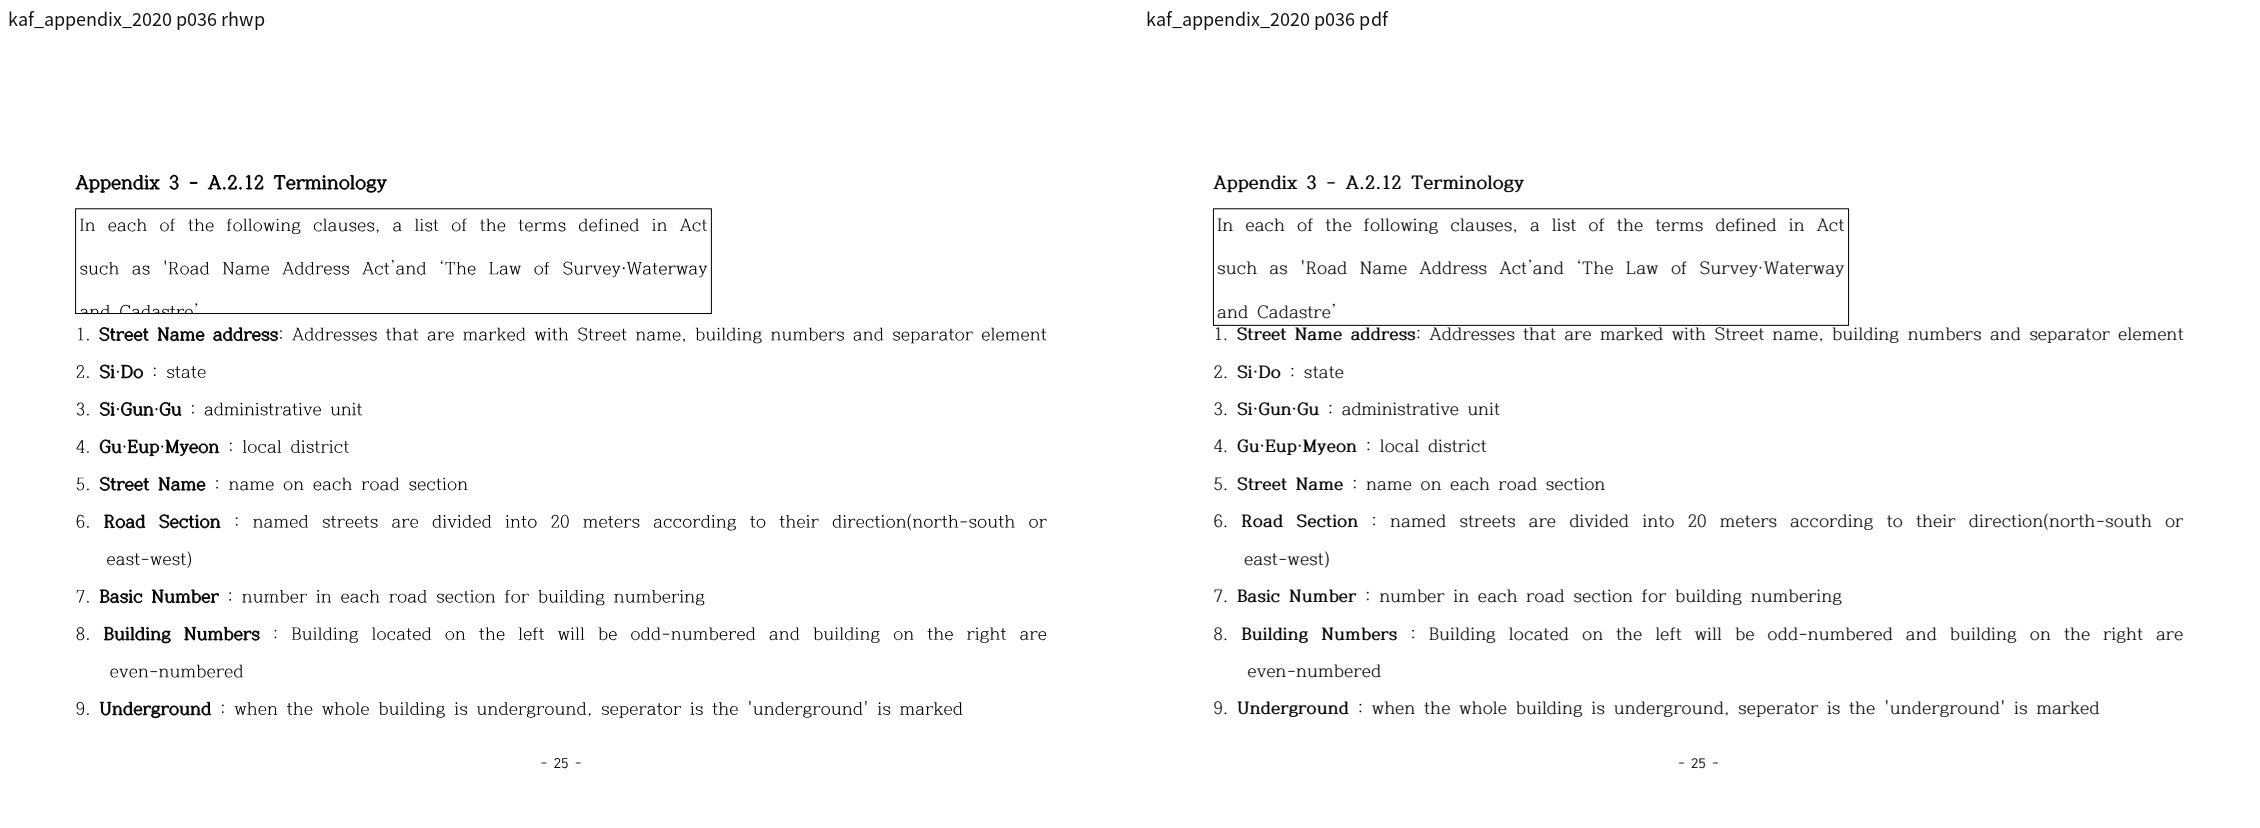 kaf_appendix_2020 p036 rhwp
Appendix 3 - A.2.12 Terminology
In each of the following clauses, a list of the terms defined in Act
such as 'Road Name Address Act’and ‘The Law of Survey·Waterway
and Cadastre’
1. Street Name address: Addresses that are marked with Street name, building numbers and separator element
2. Si·Do : state
3. Si·Gun·Gu : administrative unit
4. Gu·Eup·Myeon : local district
5. Street Name : name on each road section
6. Road Section : named streets are divided into 20 meters according to their direction(north-south or
east-west)
7. Basic Number : number in each road section for building numbering
8. Building Numbers : Building located on the left will be odd-numbered and building on the right are
even-numbered
9. Underground : when the whole building is underground, seperator is the 'underground' is marked
- 25 -
kaf_appendix_2020 p036 pdf
Appendix 3 - A.2.12 Terminology
In each of the following clauses, a list of the terms defined in Act
such as 'Road Name Address Act’and ‘The Law of Survey·Waterway
and Cadastre’
1. Street Name address: Addresses that are marked with Street name, building numbers and separator element
2. Si·Do : state
3. Si·Gun·Gu : administrative unit
4. Gu·Eup·Myeon : local district
5. Street Name : name on each road section
6. Road Section : named streets are divided into 20 meters according to their direction(north-south or
east-west)
7. Basic Number : number in each road section for building numbering
8. Building Numbers : Building located on the left will be odd-numbered and building on the right are
even-numbered
9. Underground : when the whole building is underground, seperator is the 'underground' is marked
- 25 -